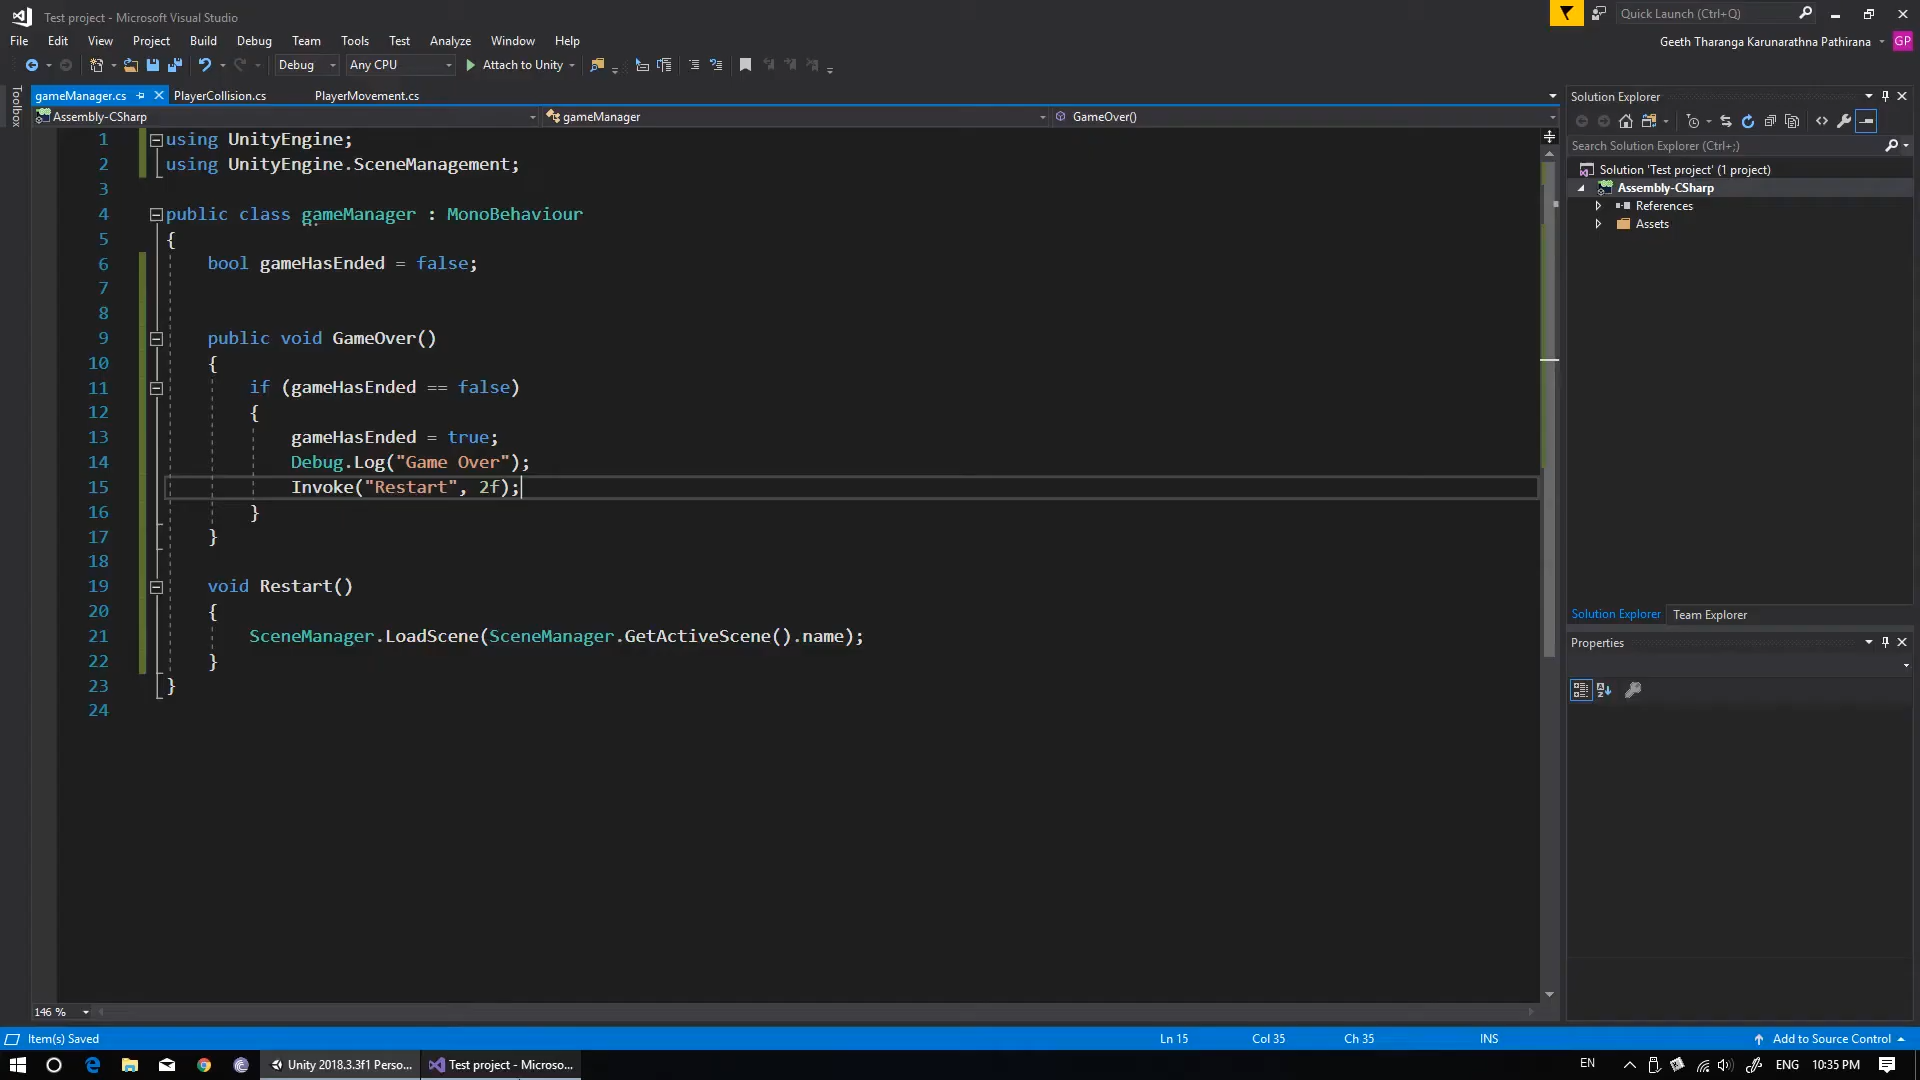 Test project - Microsoft Visual Studio
Quick Launch (Ctrl+Q)
File Edit View Project Build Debug Team Tools Test Analyze Window Help
Geeth Tharanga Karunarathna Pathirana GP
Debug Any CPU Attach to Unity
Toolbox
gameManager.cs PlayerCollision.cs PlayerMovement.cs
Assembly-CSharp gameManager GameOver()
1 using UnityEngine;
2 using UnityEngine.SceneManagement;
3
4 public class gameManager : MonoBehaviour
5 {
6 bool gameHasEnded = false;
7
8
9 public void GameOver()
10 {
11 if (gameHasEnded == false)
12 {
13 gameHasEnded = true;
14 Debug.Log("Game Over");
15 Invoke("Restart", 2f);
16 }
17 }
18
19 void Restart()
20 {
21 SceneManager.LoadScene(SceneManager.GetActiveScene().name);
22 }
23 }
24
146 %
Solution Explorer
Search Solution Explorer (Ctrl+;)
Solution 'Test project' (1 project)
Assembly-CSharp
References
Assets
Solution Explorer Team Explorer
Properties
Item(s) Saved Ln 15 Col 35 Ch 35 INS Add to Source Control
Unity 2018.3.3f1 Perso... Test project - Microso... EN ENG 10:35 PM